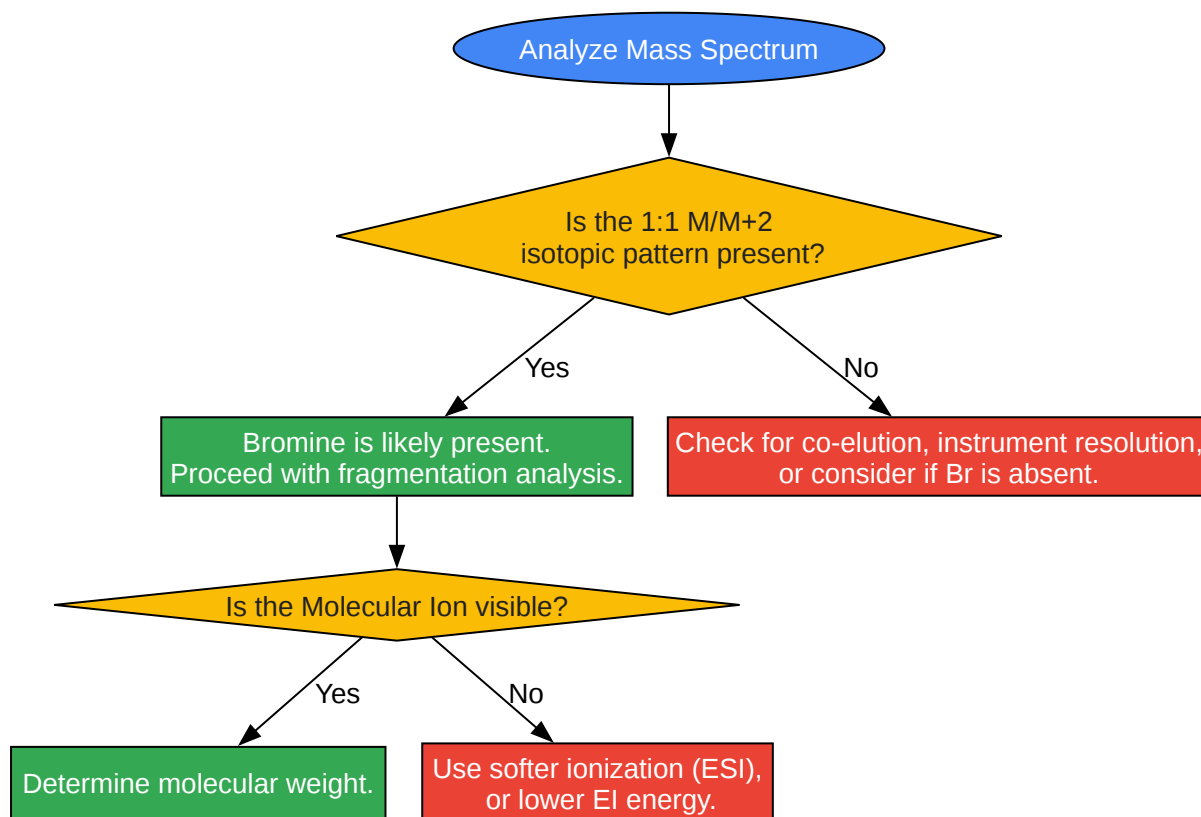 Analyze Mass Spectrum
Is the 1:1 M/M+2
isotopic pattern present?
Yes
No
Bromine is likely present.
Proceed with fragmentation analysis.
Check for co-elution, instrument resolution,
or consider if Br is absent.
Is the Molecular Ion visible?
Yes
No
Determine molecular weight.
Use softer ionization (ESI),
or lower EI energy.